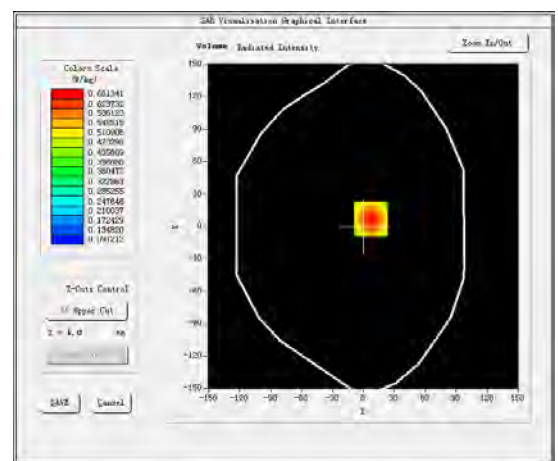 SAR Visualisation Graphical Interface
Volume Radiated Intensity
Zoom In/Out
Colors Scale
(W/kg)
0.661341
0.623732
0.586123
0.548515
0.510906
0.473298
0.435689
0.398080
0.360472
0.322863
0.285255
0.247646
0.210037
0.172429
0.134820
0.097212
150
120
90
60
30
0
-30
-60
-90
-120
-150
-150 -120 -90 -60 -30 0 30 60 90 120 150
Y
X
Z-Cuts Control
Upper Cut
Z = 4.0 mm
SAVE
Cancel